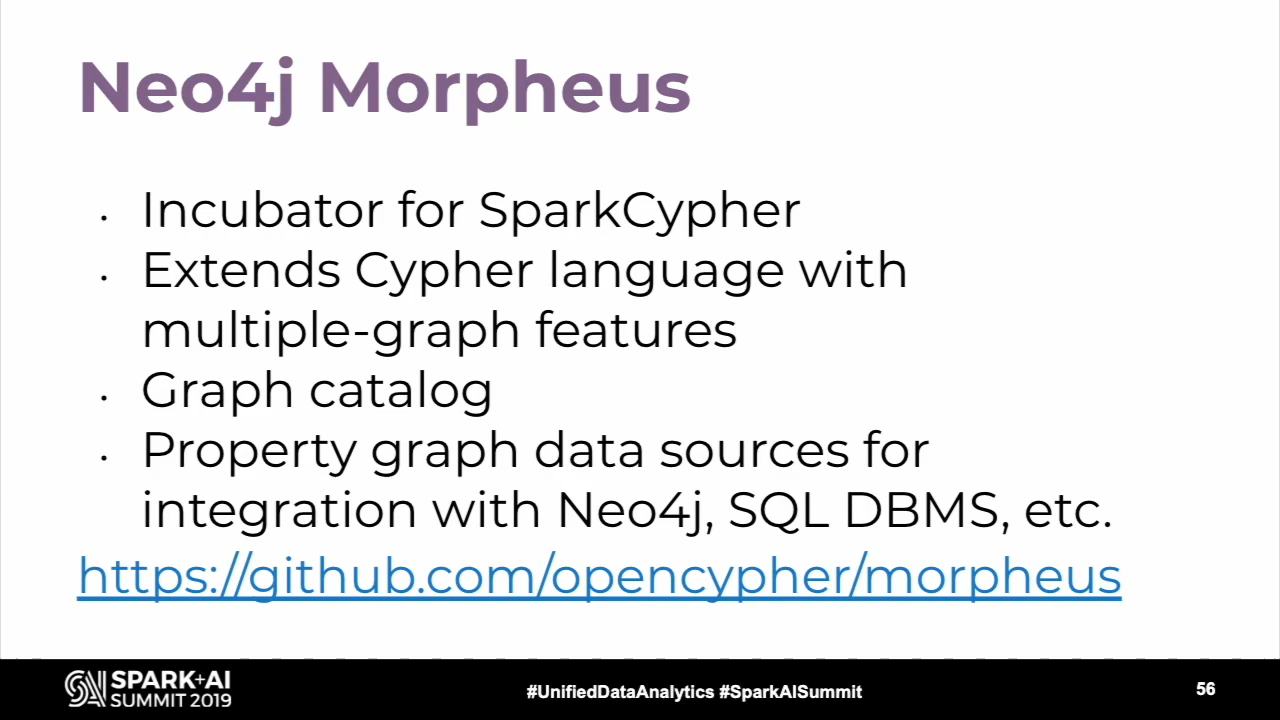 Neo4j Morpheus
· Incubator for SparkCypher
· Extends Cypher language with
multiple-graph features
· Graph catalog
· Property graph data sources for
integration with Neo4j, SQL DBMS, etc.
https://github.com/opencypher/morpheus
SPARK+AI
SUMMIT 2019
#UnifiedDataAnalytics #SparkAISummit
56